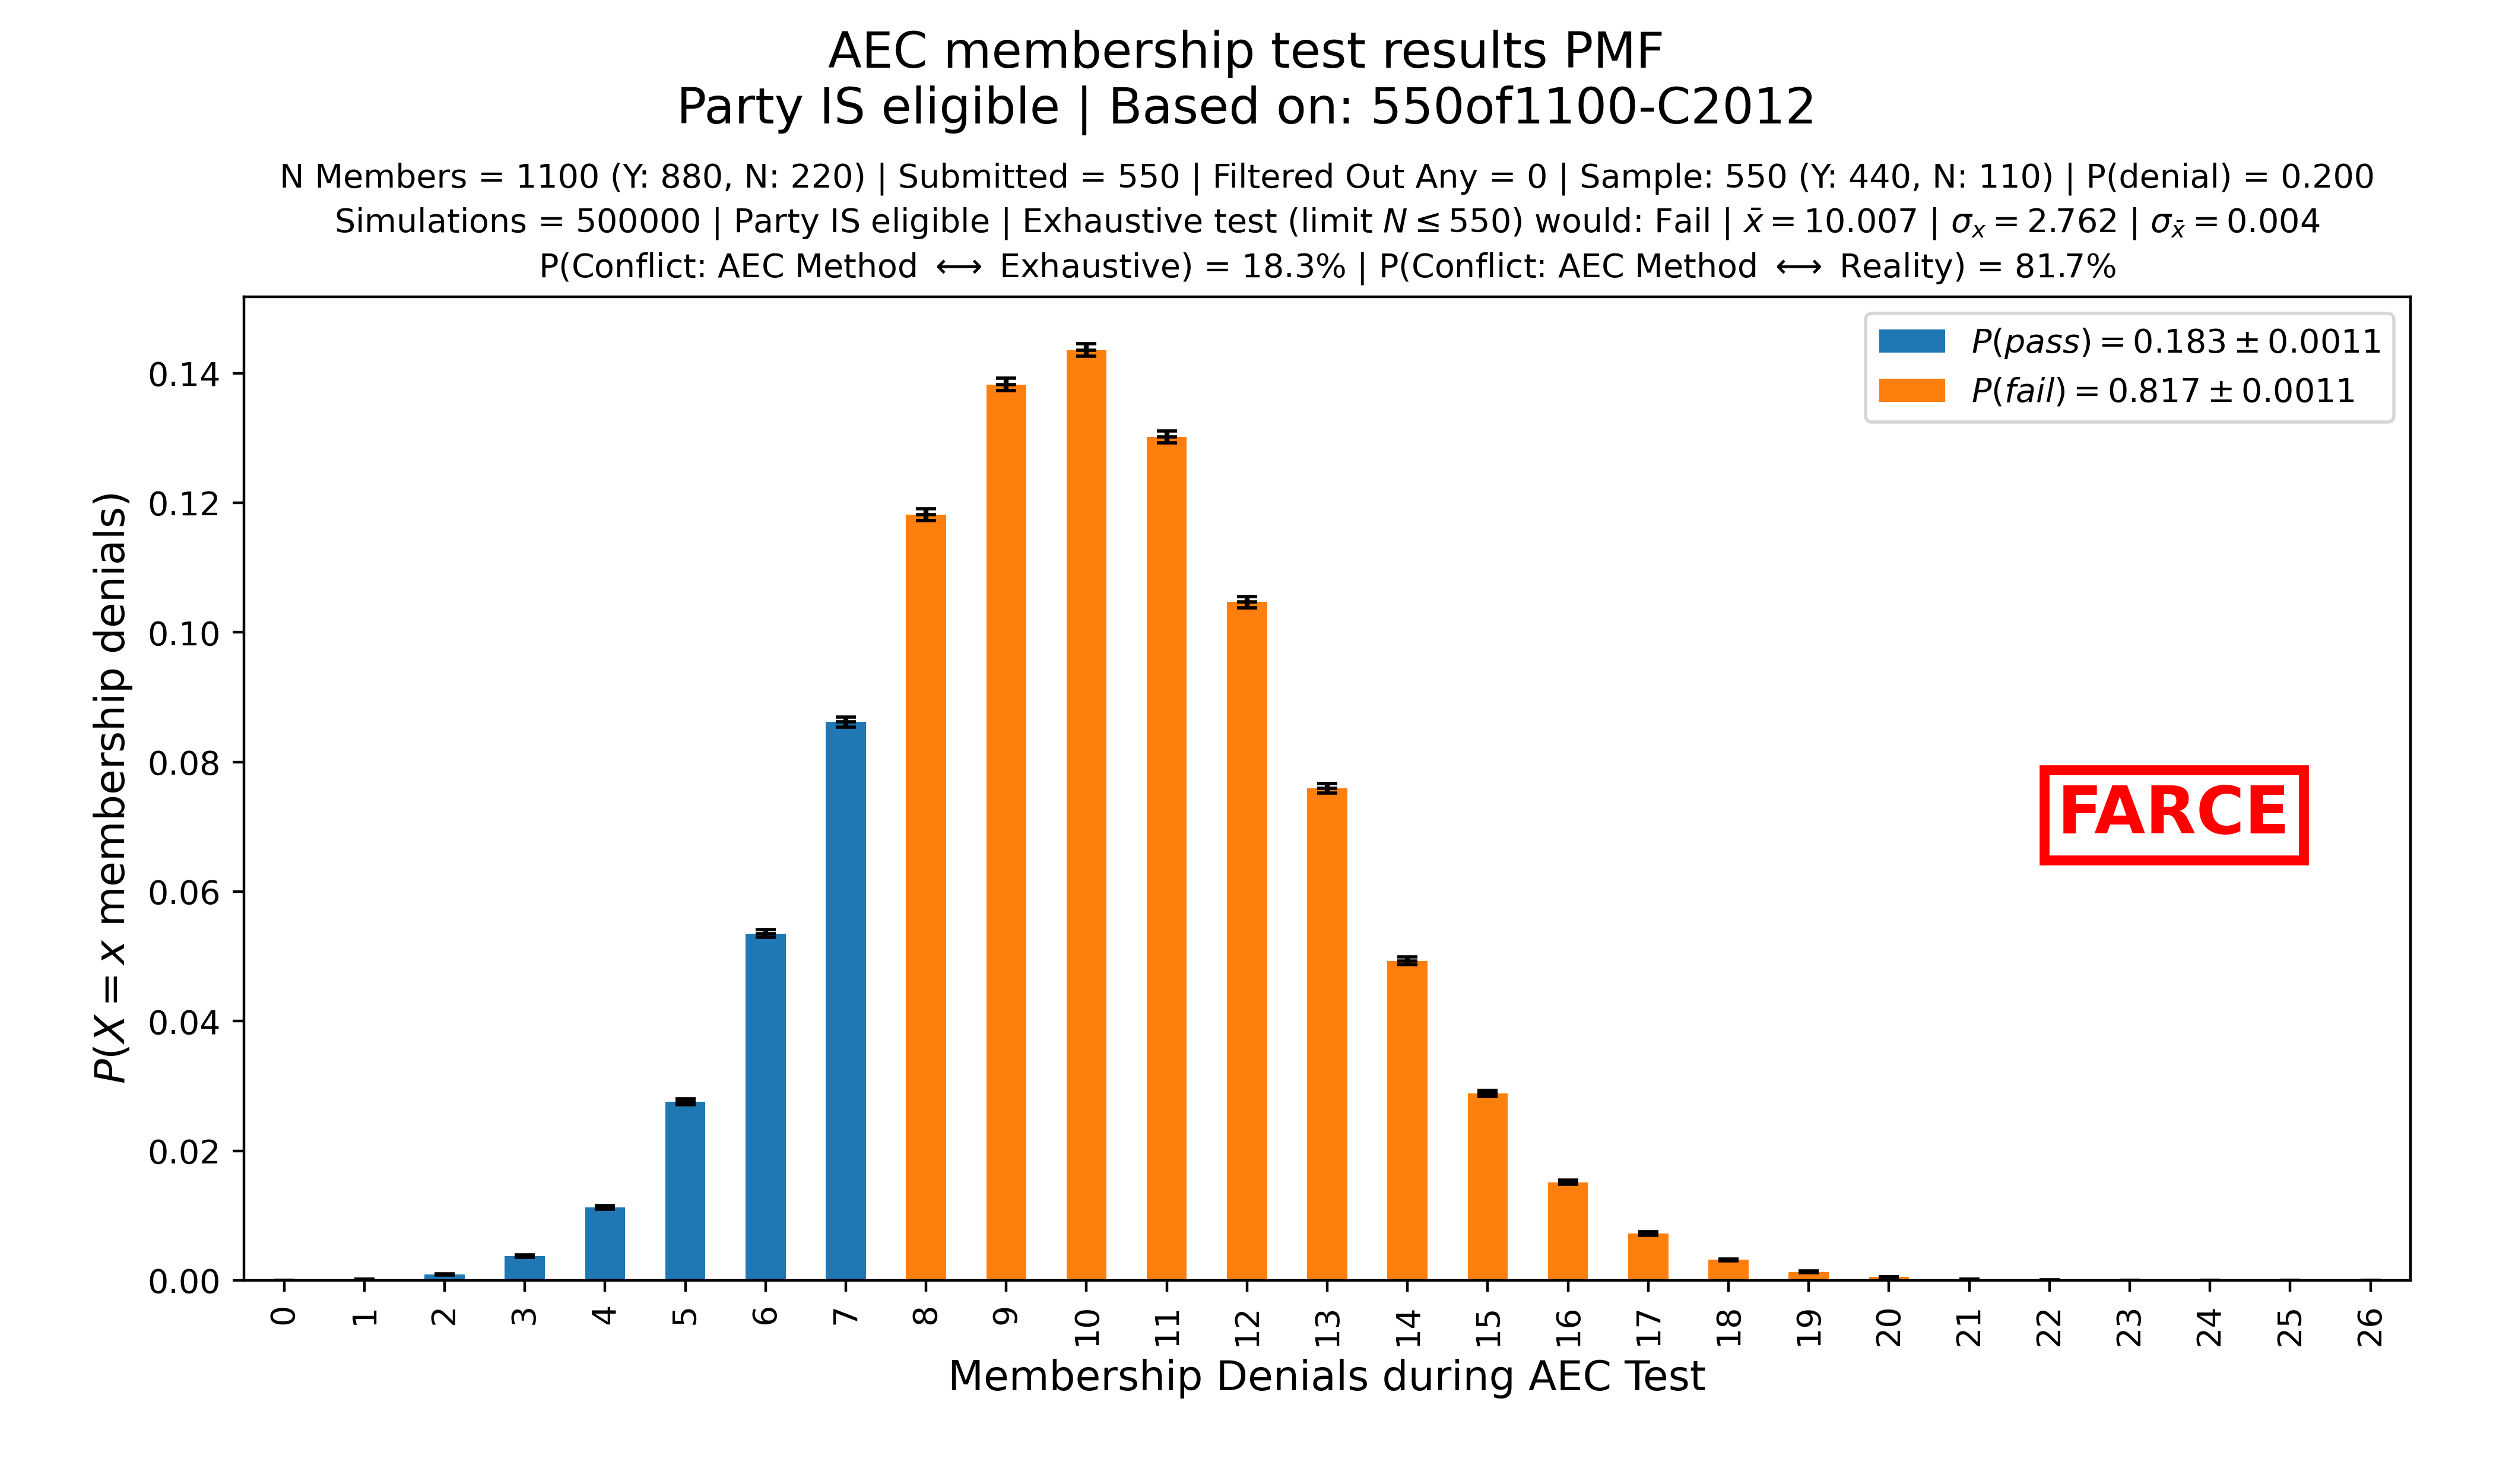 AEC membership test results PMF
Party IS eligible | Based on: 550of1100-C2012
N Members = 1100 (Y: 880, N: 220) | Submitted = 550 | Filtered Out Any = 0 | Sample: 550 (Y: 440, N: 110) | P(denial) = 0.200
Simulations = 500000 | Party IS eligible | Exhaustive test (limit N ≤ 550) would: Fail | x̄ = 10.007 | σₓ = 2.762 | σ_x̄ = 0.004
P(Conflict: AEC Method ⟷ Exhaustive) = 18.3% | P(Conflict: AEC Method ⟷ Reality) = 81.7%
P(pass) = 0.183 ± 0.0011
P(fail) = 0.817 ± 0.0011
P(X = x membership denials)
0.14
0.12
0.10
0.08
0.06
0.04
0.02
0.00
FARCE
0 1 2 3 4 5 6 7 8 9 10 11 12 13 14 15 16 17 18 19 20 21 22 23 24 25 26
Membership Denials during AEC Test